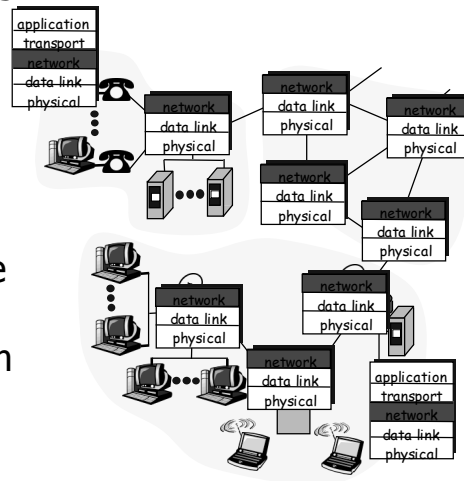 application
transport
network
data link
physical
network
data link
physical
network
data link
physical
network
data link
physical
network
data link
physical
network
data link
physical
e
network
data link
physical
network
data link
physical
n
network
data link
physical
application
transport
network
data link
physical